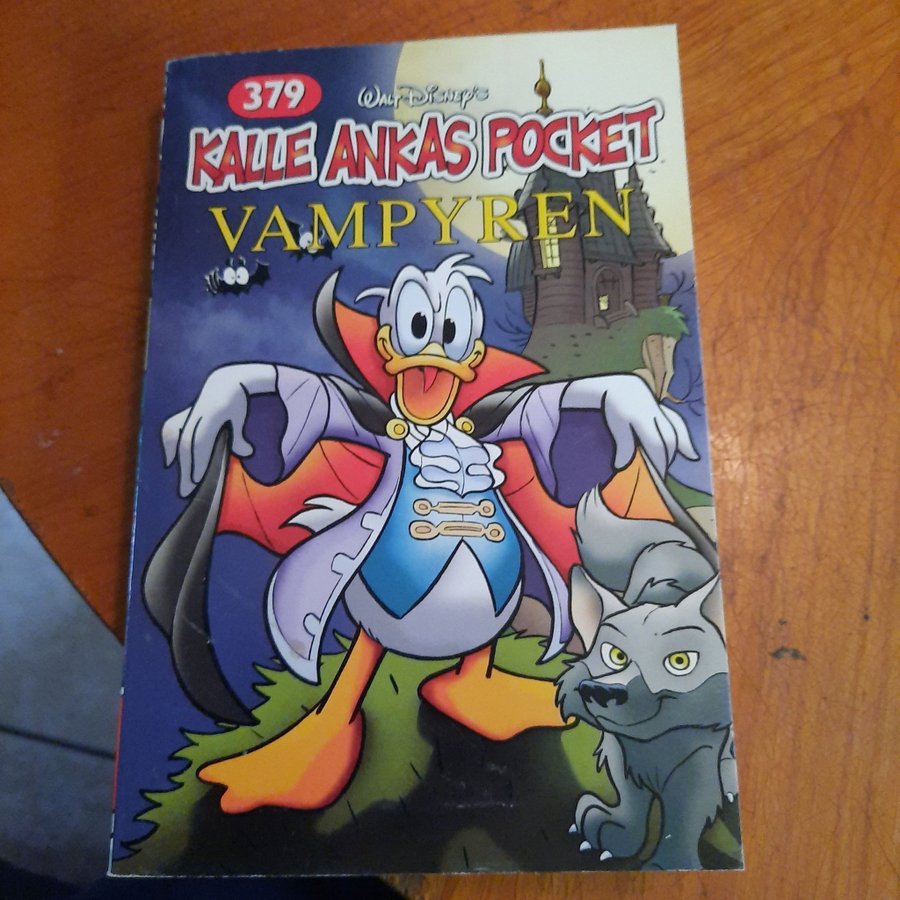 379
WALT DISNEY'S
KALLE ANKAS POCKET
VAMPYREN